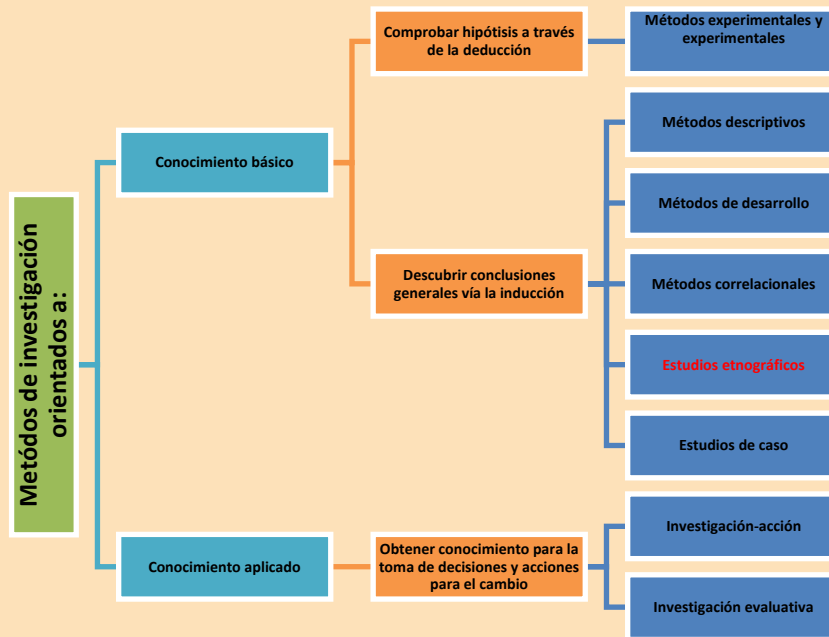 Metódos de investigación
orientados a:
Conocimiento básico
Comprobar hipótisis a través
de la deducción
Métodos experimentales y
experimentales
Descubrir conclusiones
generales vía la inducción
Métodos descriptivos
Métodos de desarrollo
Métodos correlacionales
Estudios etnográficos
Estudios de caso
Conocimiento aplicado
Obtener conocimiento para la
toma de decisiones y acciones
para el cambio
Investigación-acción
Investigación evaluativa